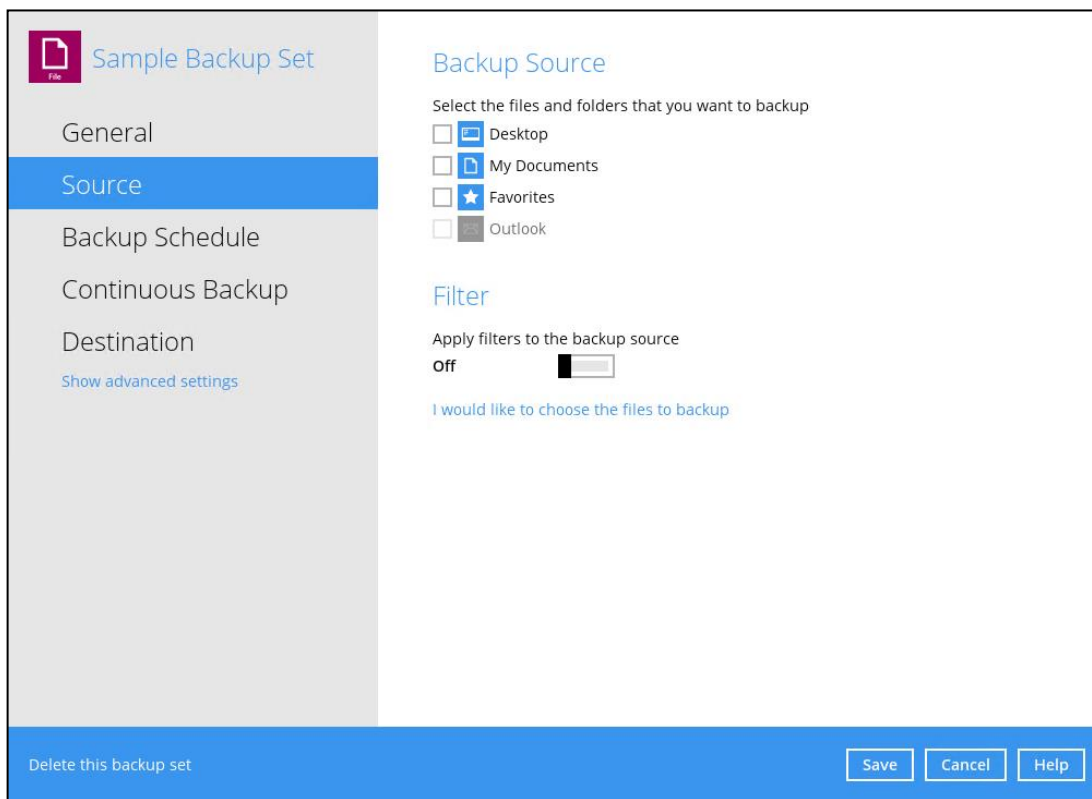 File
Sample Backup Set
General
Source
Backup Schedule
Continuous Backup
Destination
Show advanced settings
Backup Source
Select the files and folders that you want to backup
Desktop
My Documents
Favorites
Outlook
Filter
Apply filters to the backup source
Off
I would like to choose the files to backup
Delete this backup set
Save
Cancel
Help